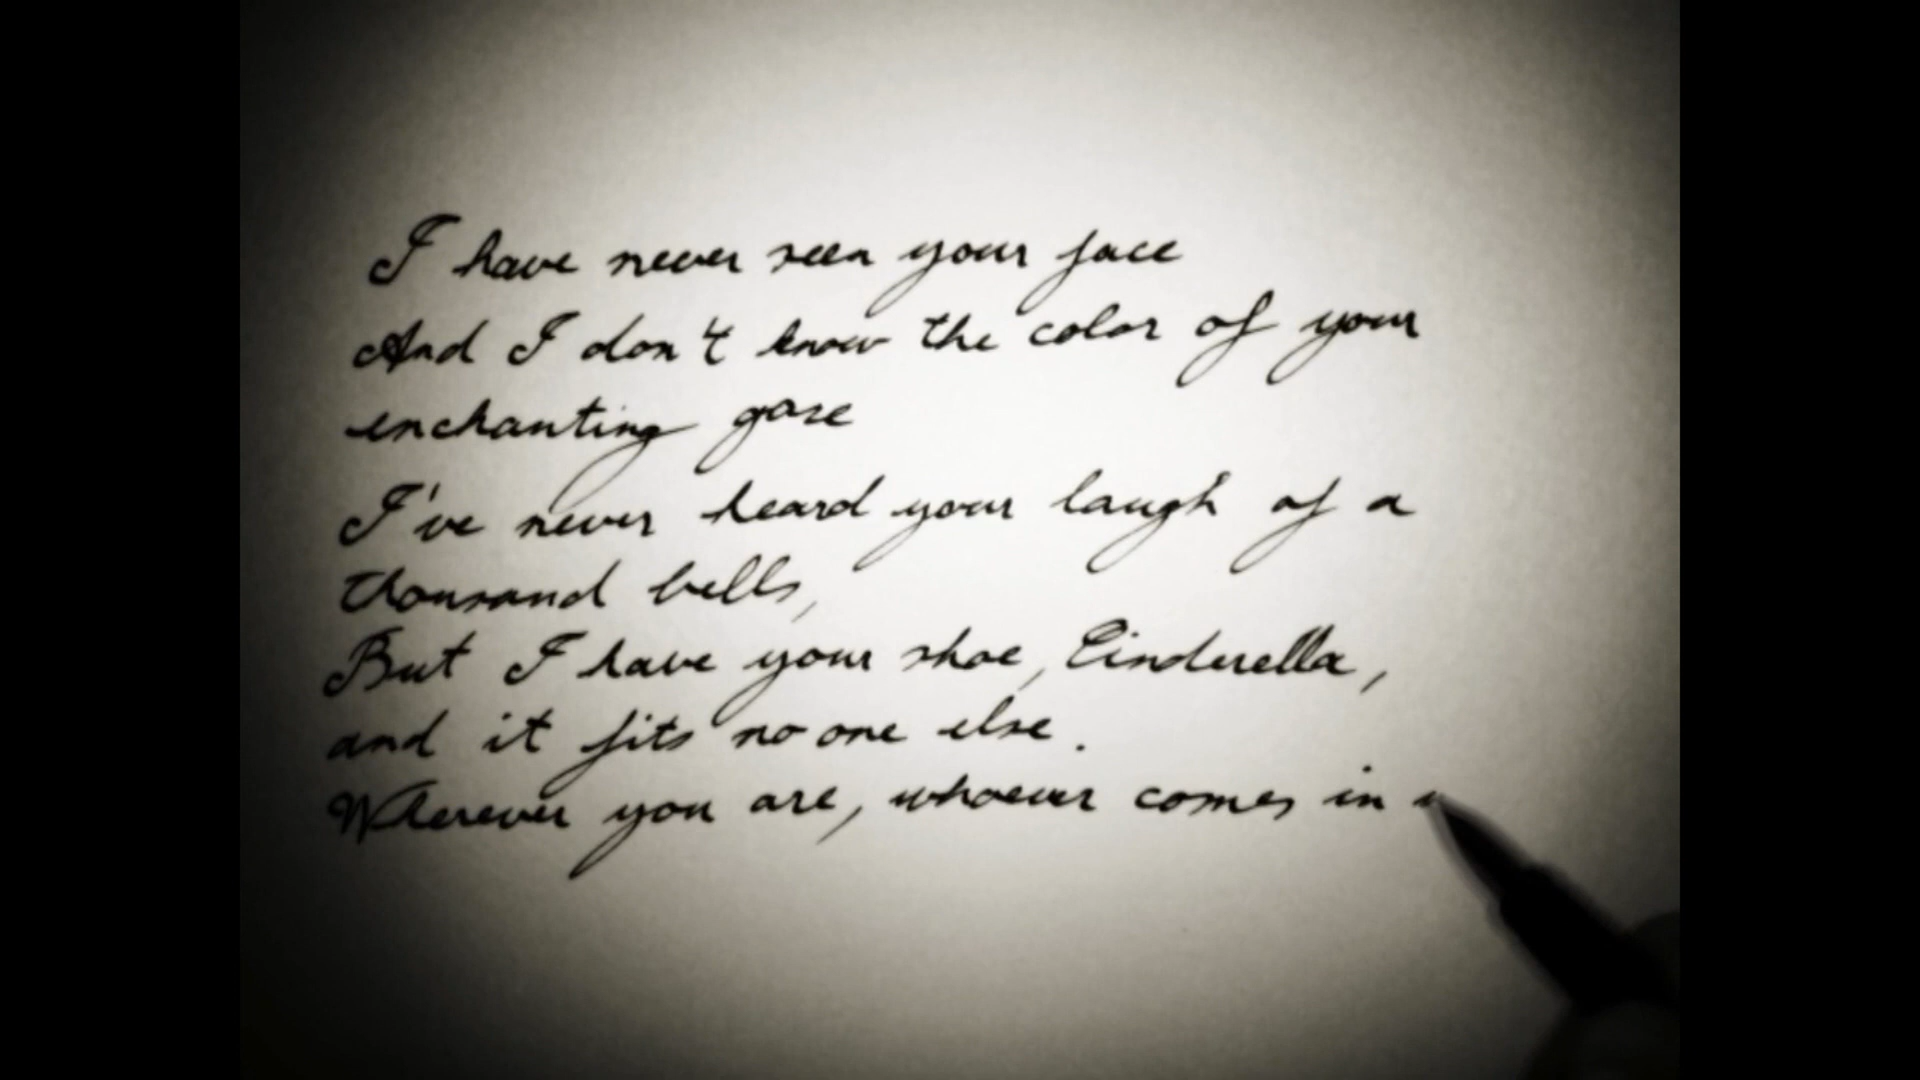 I have never seen your face
And I don't know the color of your
enchanting gaze
I've never heard your laugh of a
thousand bells,
But I have your shoe, Cinderella,
and it fits no one else.
Wherever you are, whoever comes in